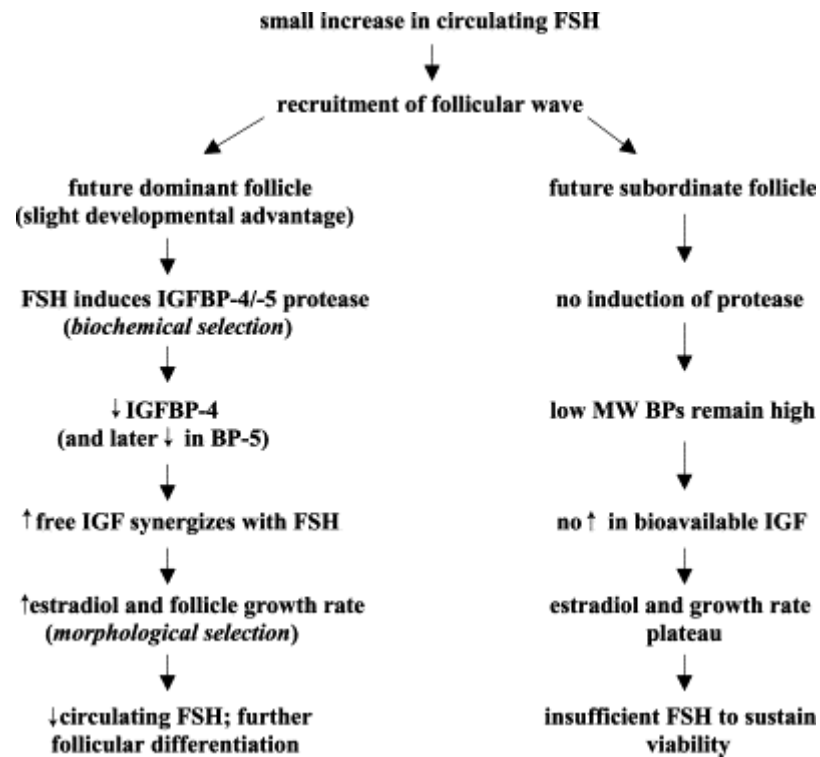 small increase in circulating FSH
recruitment of follicular wave
future dominant follicle
(slight developmental advantage)
FSH induces IGFBP-4/-5 protease
(biochemical selection)
↓IGFBP-4
(and later ↓ in BP-5)
↑free IGF synergizes with FSH
↑estradiol and follicle growth rate
(morphological selection)
↓circulating FSH; further
follicular differentiation
future subordinate follicle
no induction of protease
low MW BPs remain high
no ↑ in bioavailable IGF
estradiol and growth rate
plateau
insufficient FSH to sustain
viability